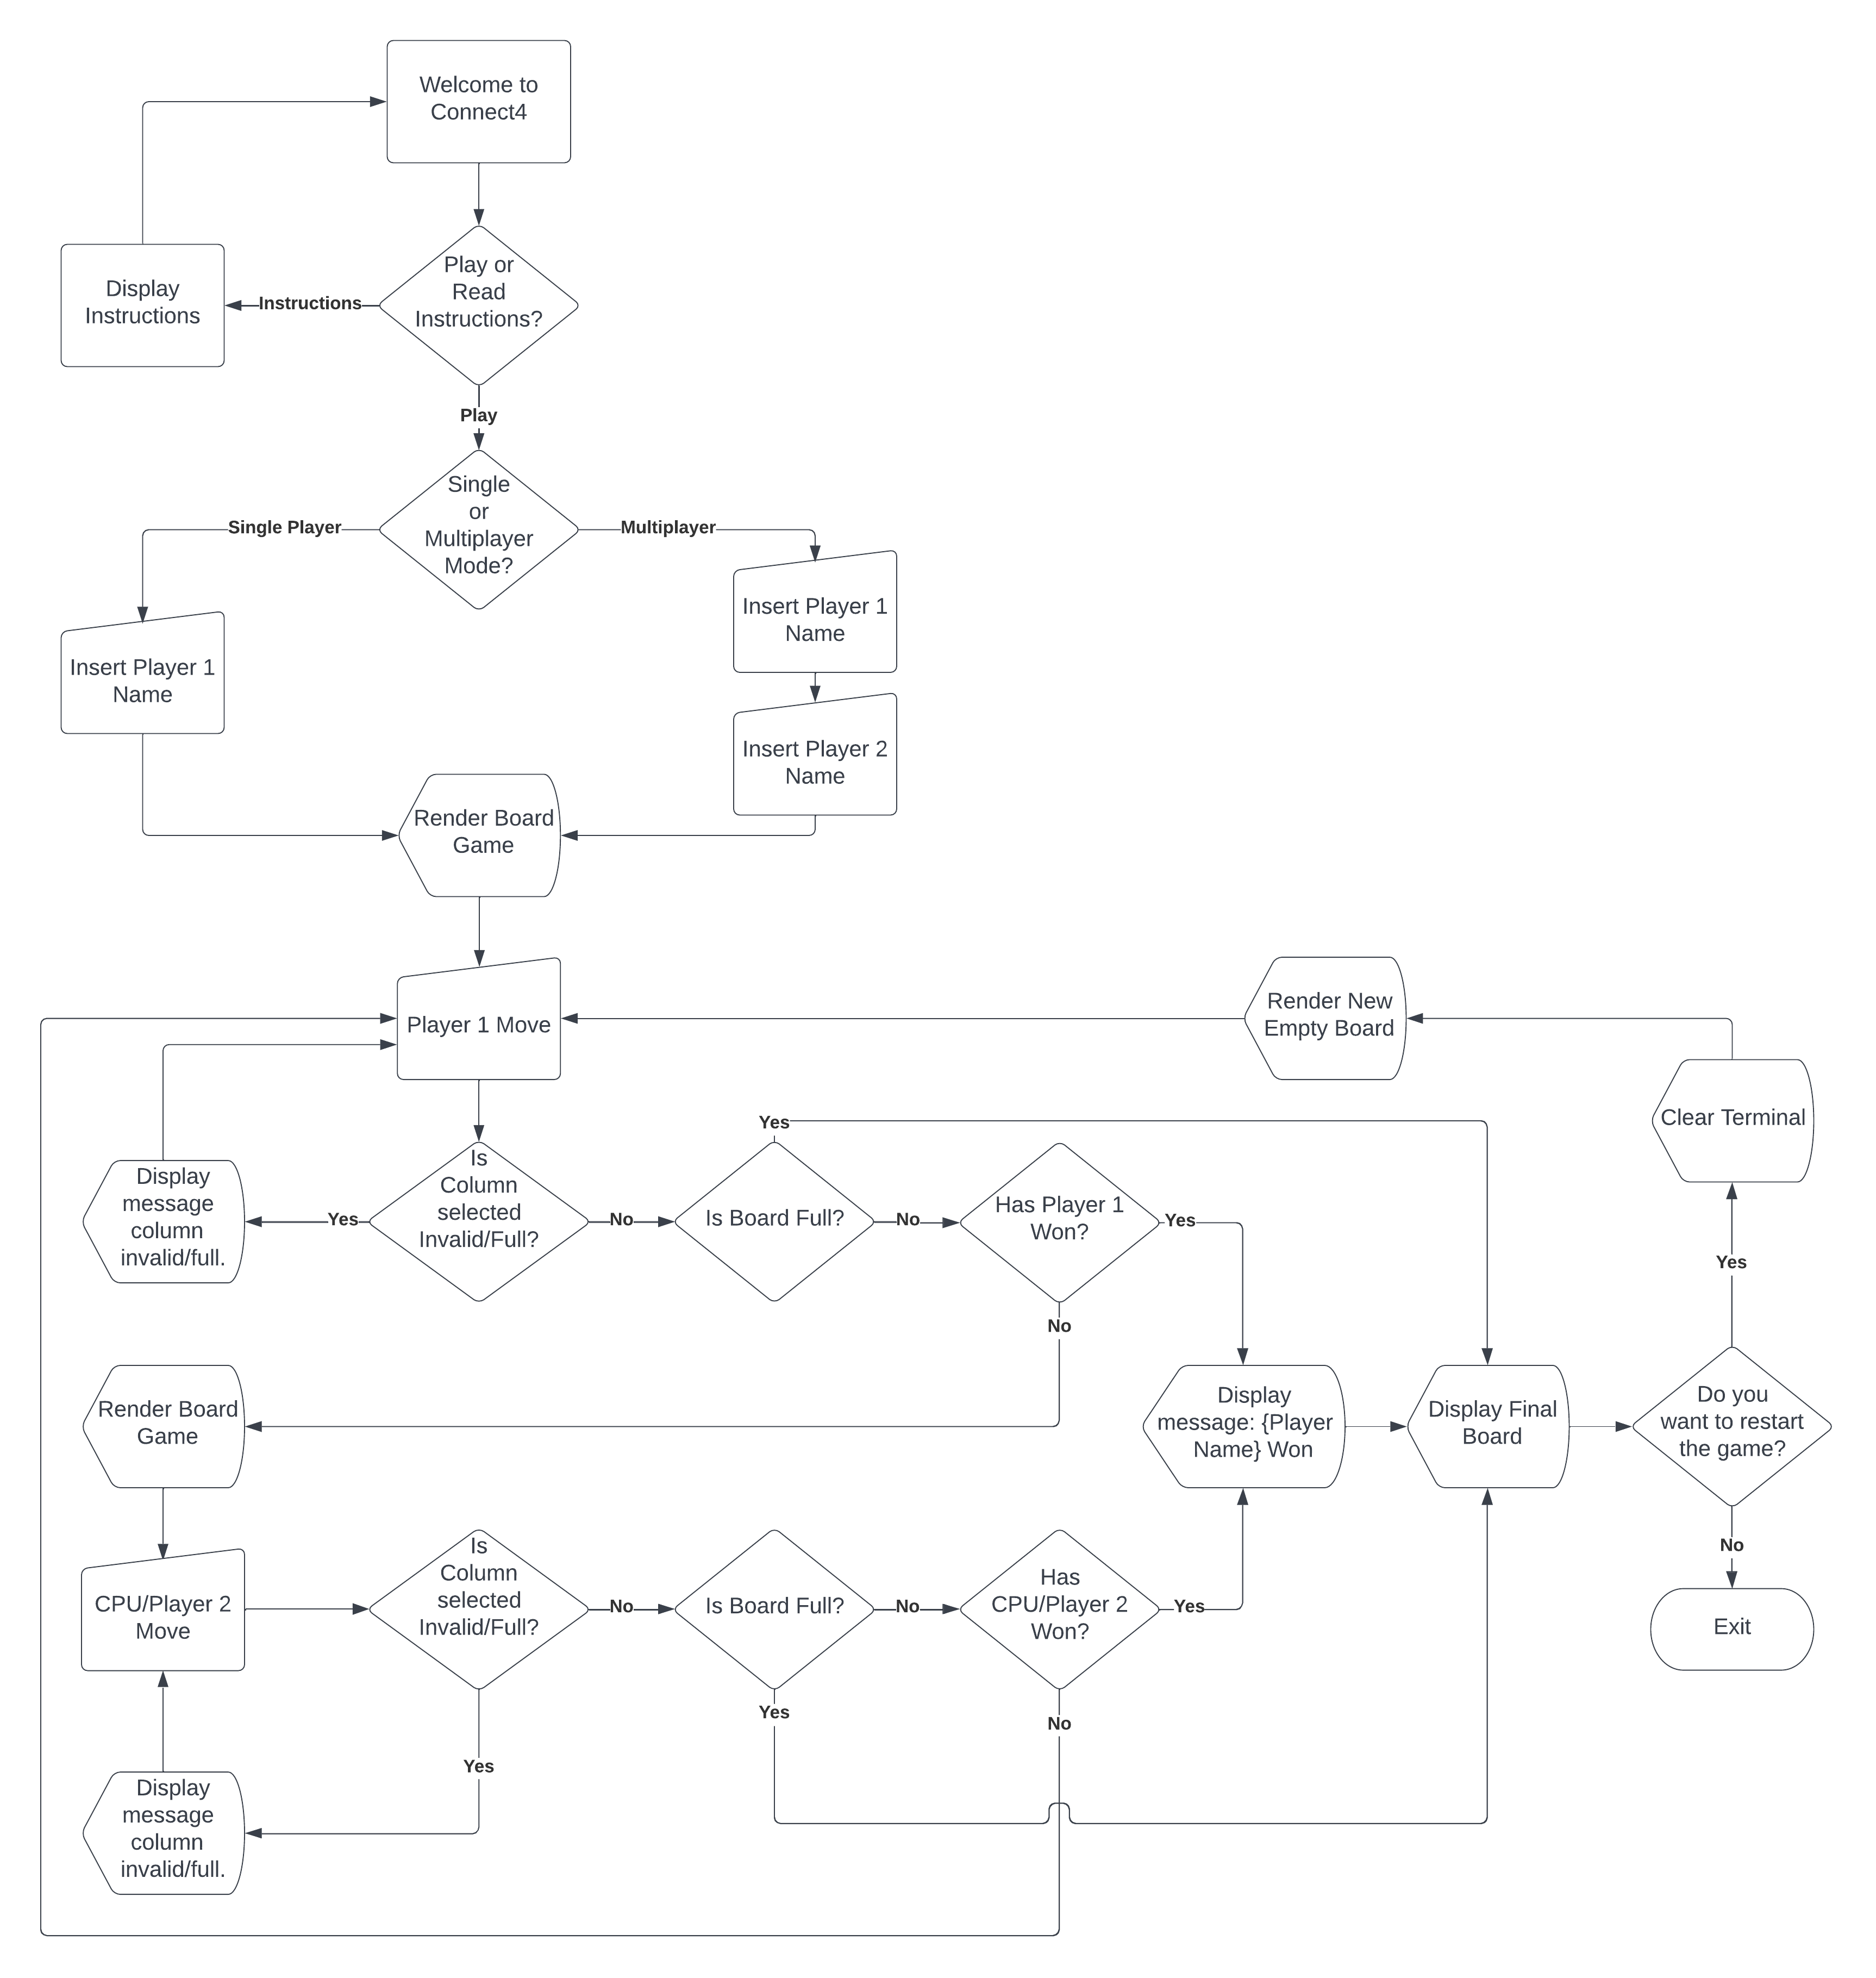 Welcome to
Connect4
Play or
Read
Instructions?
Instructions
Display
Instructions
Play
Single
or
Multiplayer
Mode?
Single Player
Multiplayer
Insert Player 1
Name
Insert Player 1
Name
Insert Player 2
Name
Render Board
Game
Player 1 Move
Render New
Empty Board
Clear Terminal
Display
message
column
invalid/full.
Yes
Is
Column
selected
Invalid/Full?
No
Yes
Is Board Full?
No
Has Player 1
Won?
Yes
No
Yes
Render Board
Game
Display
message: {Player
Name} Won
Display Final
Board
Do you
want to restart
the game?
No
Exit
CPU/Player 2
Move
Is
Column
selected
Invalid/Full?
No
Is Board Full?
No
Has
CPU/Player 2
Won?
Yes
Yes
No
Yes
Display
message
column
invalid/full.